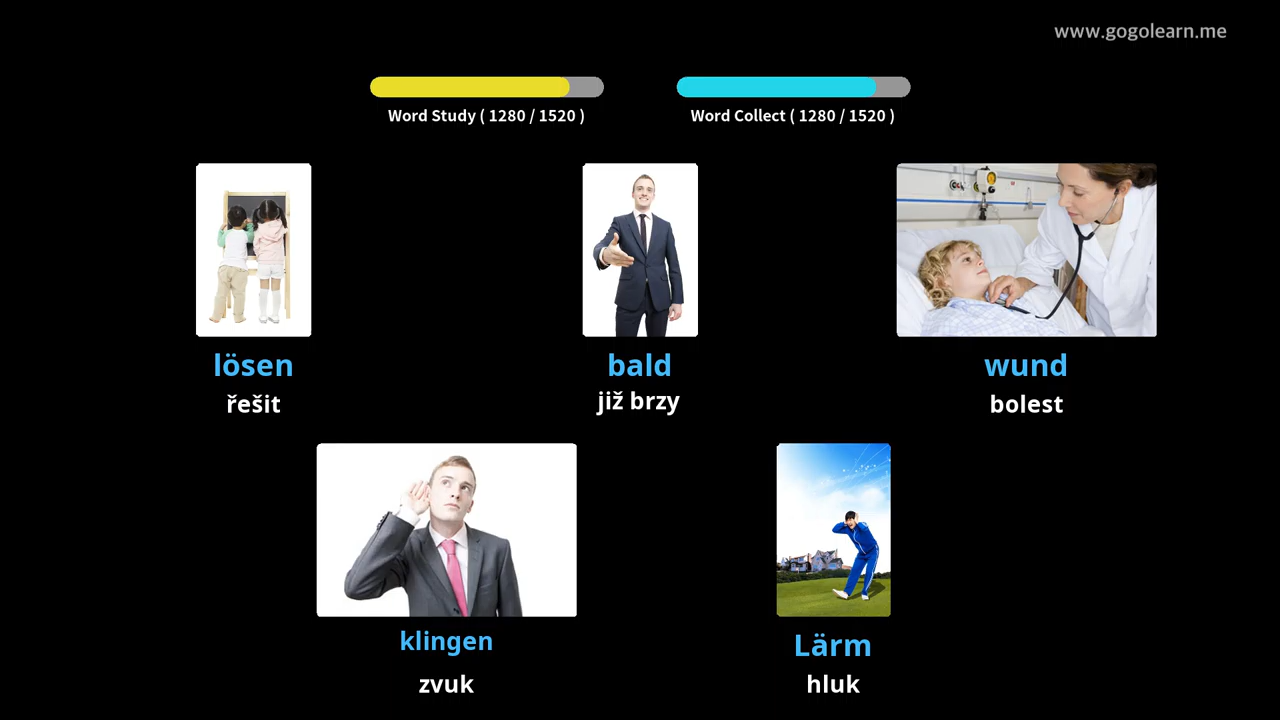 www.gogolearn.me
Word Study ( 1280 / 1520 )
Word Collect ( 1280 / 1520 )
lösen
řešit
bald
již brzy
wund
bolest
klingen
zvuk
Lärm
hluk